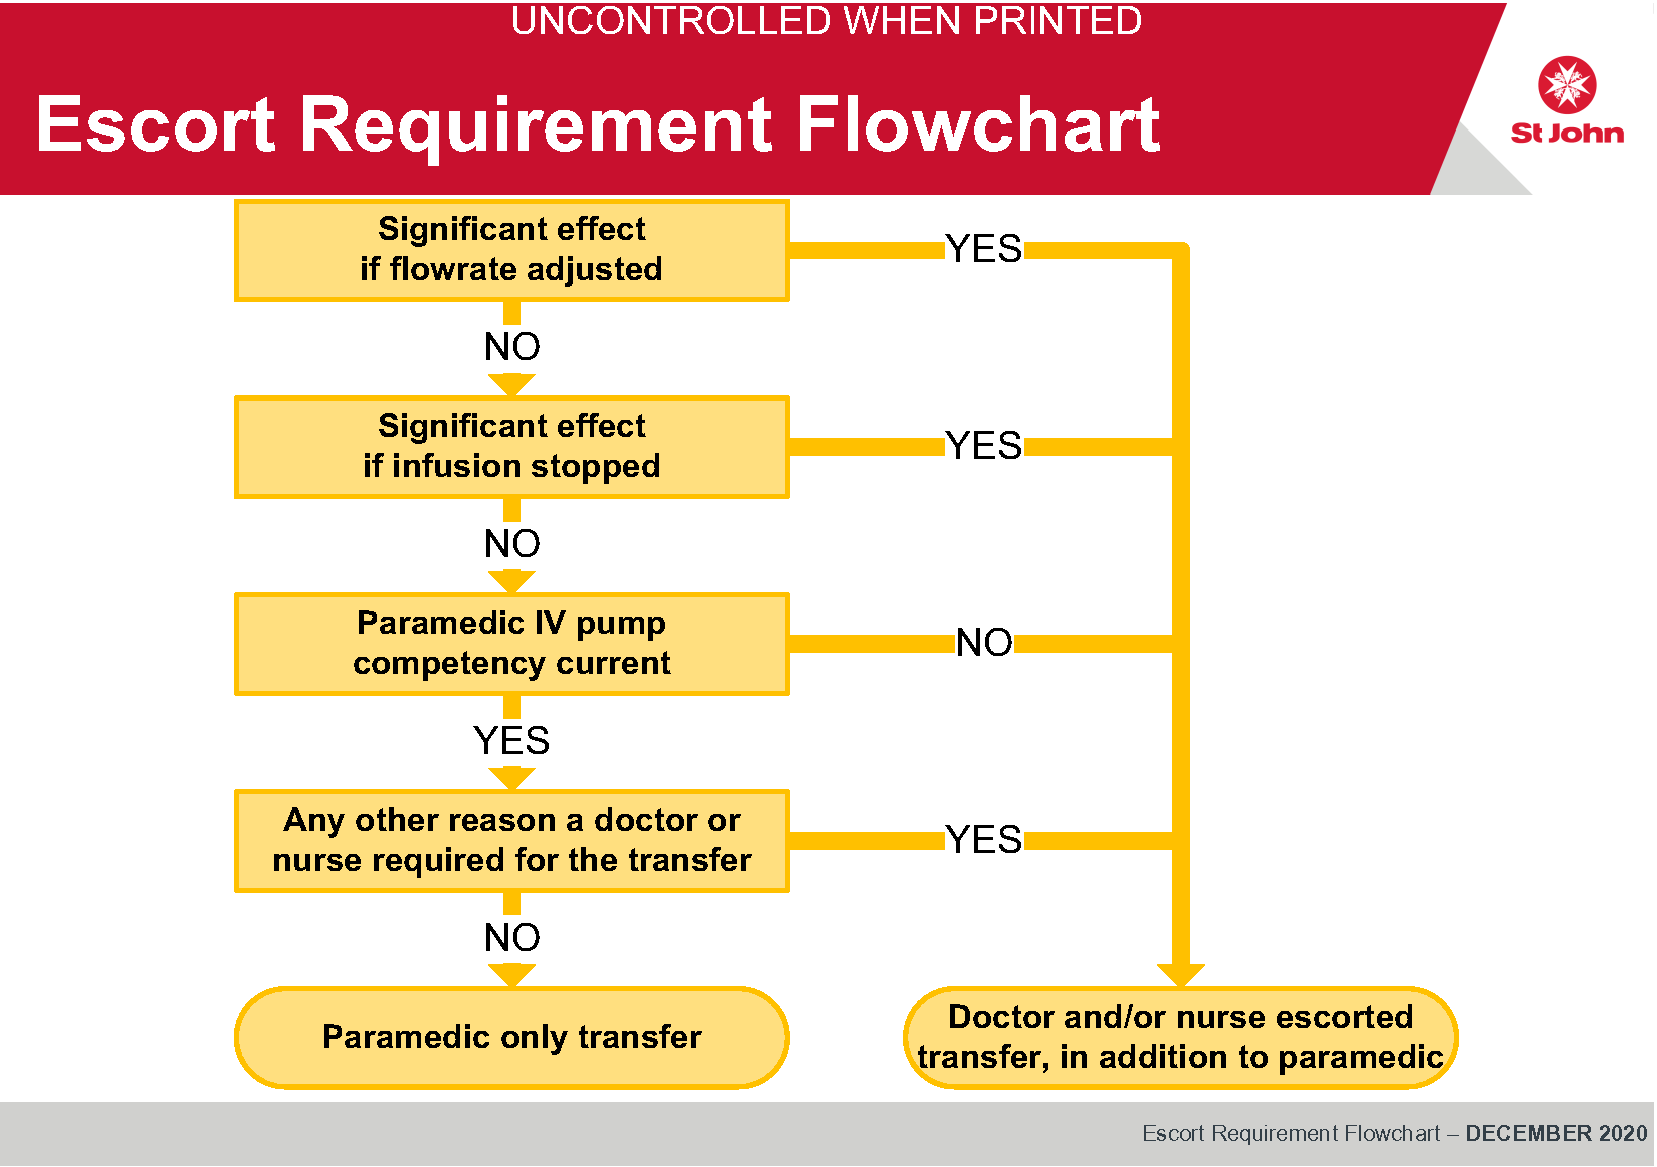 UNCONTROLLED WHEN PRINTED
Escort Requirement Flowchart
St John
Significant effect
if flowrate adjusted
YES
NO
Significant effect
if infusion stopped
YES
NO
Paramedic IV pump
competency current
NO
YES
Any other reason a doctor or
nurse required for the transfer
YES
NO
Paramedic only transfer
Doctor and/or nurse escorted
transfer, in addition to paramedic
Escort Requirement Flowchart – DECEMBER 2020